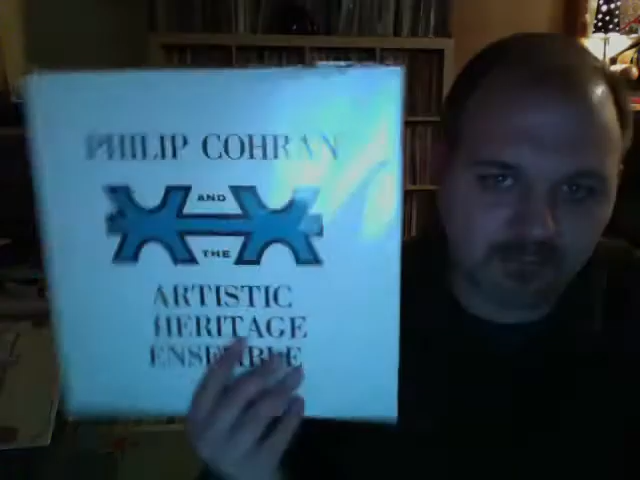 PHILIP COHRAN
AND
THE
ARTISTIC
HERITAGE
ENSEMBLE